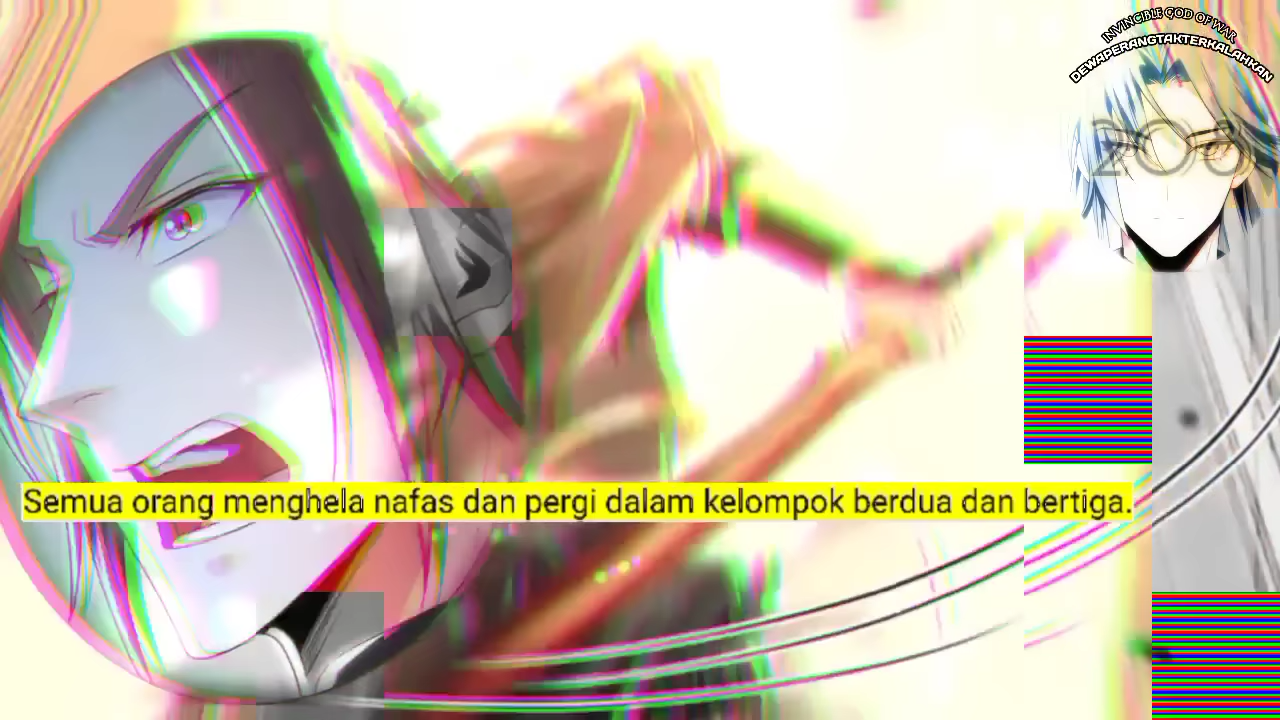 INVINCIBLE GOD OF WAR
DEWAPERANGTAKTERKALAHKAN
Semua orang menghela nafas dan pergi dalam kelompok berdua dan bertiga.